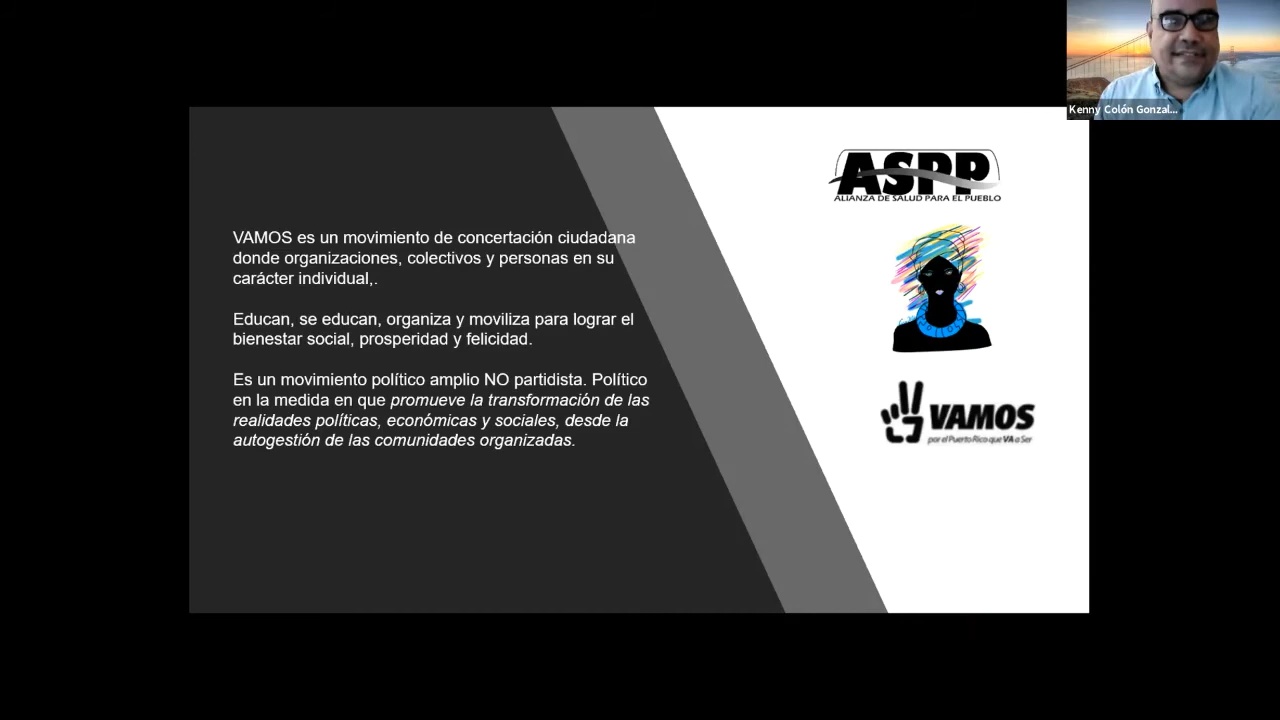 Kenny Colón Gonzal...
ASPP
ALIANZA DE SALUD PARA EL PUEBLO
VAMOS es un movimiento de concertación ciudadana
donde organizaciones, colectivos y personas en su
carácter individual,.
Educan, se educan, organiza y moviliza para lograr el
bienestar social, prosperidad y felicidad.
Es un movimiento político amplio NO partidista. Político
en la medida en que promueve la transformación de las
realidades políticas, económicas y sociales, desde la
autogestión de las comunidades organizadas.
VAMOS
por el Puerto Rico que VA a Ser